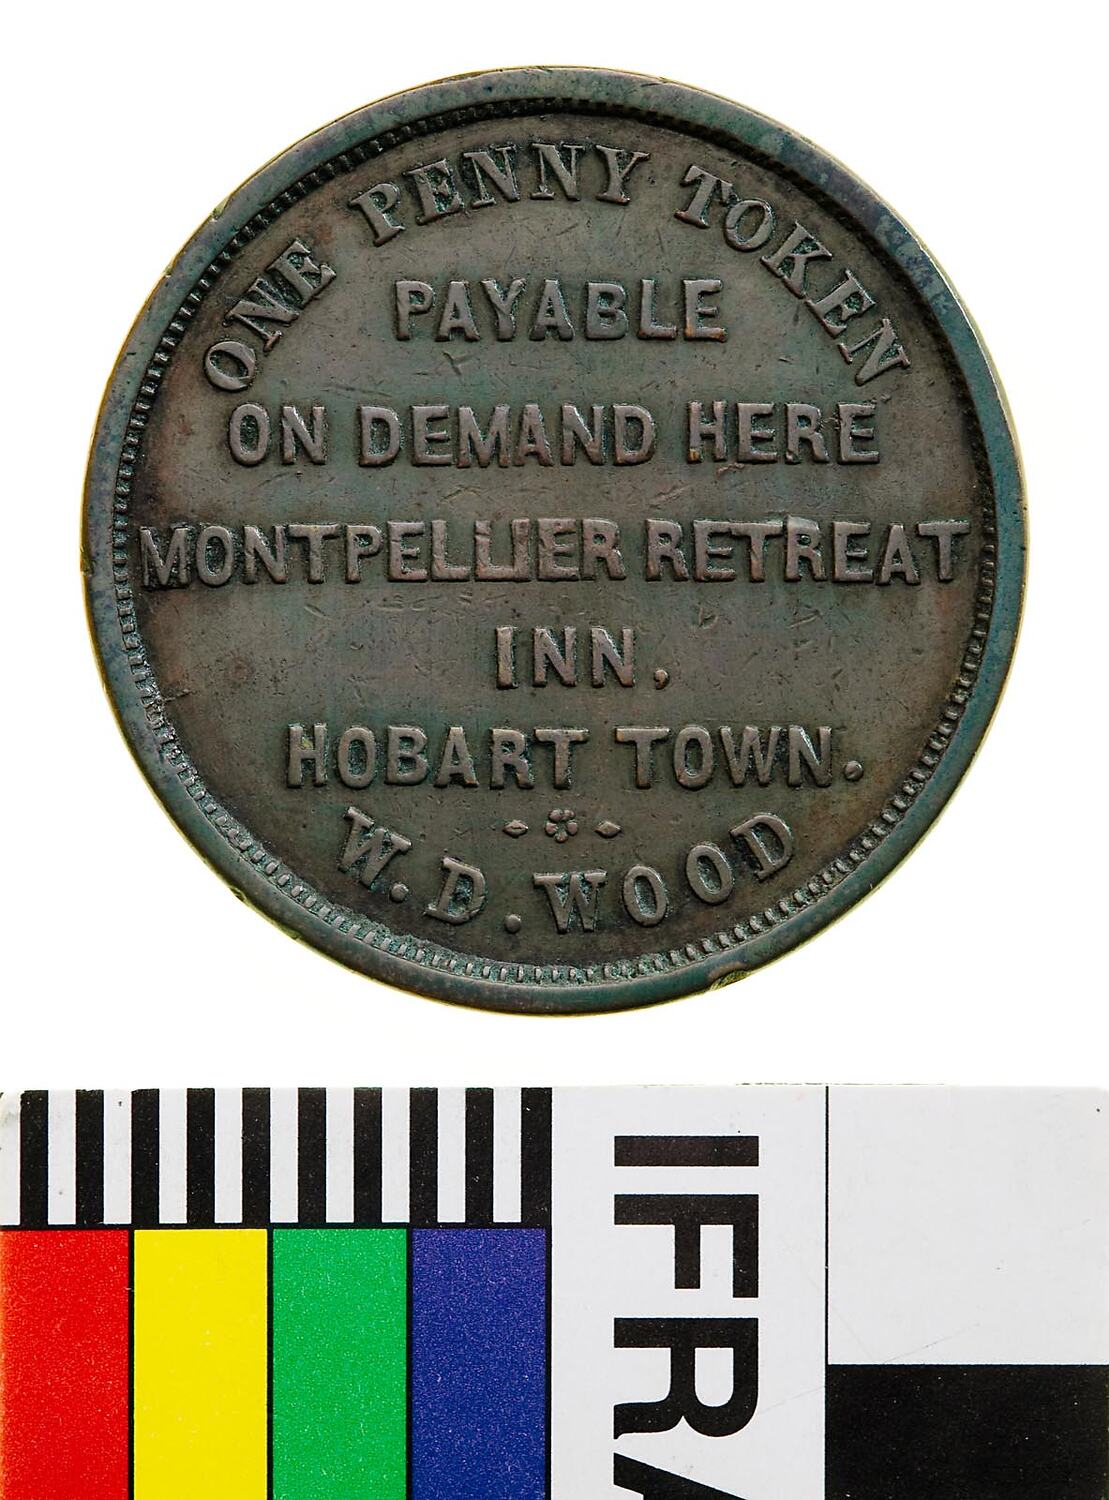 ONE PENNY TOKEN
PAYABLE
ON DEMAND HERE
MONTPELLIER RETREAT
INN,
HOBART TOWN.
W.D.WOOD
IFRA